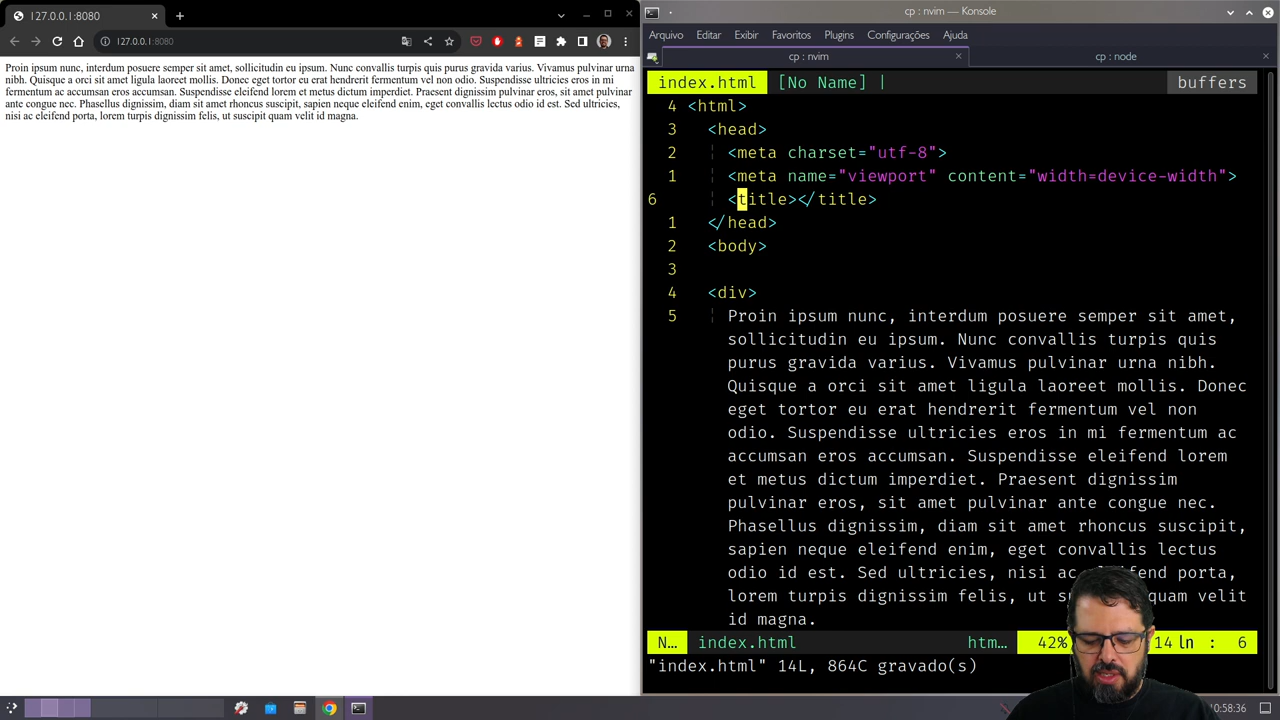 127.0.0.1:8080
127.0.0.1:8080
Proin ipsum nunc, interdum posuere semper sit amet, sollicitudin eu ipsum. Nunc convallis turpis quis purus gravida varius. Vivamus pulvinar urna
nibh. Quisque a orci sit amet ligula laoreet mollis. Donec eget tortor eu erat hendrerit fermentum vel non odio. Suspendisse ultricies eros in mi
fermentum ac accumsan eros accumsan. Suspendisse eleifend lorem et metus dictum imperdiet. Praesent dignissim pulvinar eros, sit amet pulvinar
ante congue nec. Phasellus dignissim, diam sit amet rhoncus suscipit, sapien neque eleifend enim, eget convallis lectus odio id est. Sed ultricies,
nisi ac eleifend porta, lorem turpis dignissim felis, ut suscipit quam velit id magna.
cp : nvim — Konsole
Arquivo Editar Exibir Favoritos Plugins Configurações Ajuda
cp : nvim
cp : node
index.html [No Name] | buffers
4 <html>
3 <head>
2 <meta charset="utf-8">
1 <meta name="viewport" content="width=device-width">
6 <title></title>
1 </head>
2 <body>
3
4 <div>
5 Proin ipsum nunc, interdum posuere semper sit amet,
sollicitudin eu ipsum. Nunc convallis turpis quis
purus gravida varius. Vivamus pulvinar urna nibh.
Quisque a orci sit amet ligula laoreet mollis. Donec
eget tortor eu erat hendrerit fermentum vel non
odio. Suspendisse ultricies eros in mi fermentum ac
accumsan eros accumsan. Suspendisse eleifend lorem
et metus dictum imperdiet. Praesent dignissim
pulvinar eros, sit amet pulvinar ante congue nec.
Phasellus dignissim, diam sit amet rhoncus suscipit,
sapien neque eleifend enim, eget convallis lectus
odio id est. Sed ultricies, nisi ac eleifend porta,
lorem turpis dignissim felis, ut quam velit
id magna.
N... index.html htm... 42% 14 ln : 6
"index.html" 14L, 864C gravado(s)
10:58:36